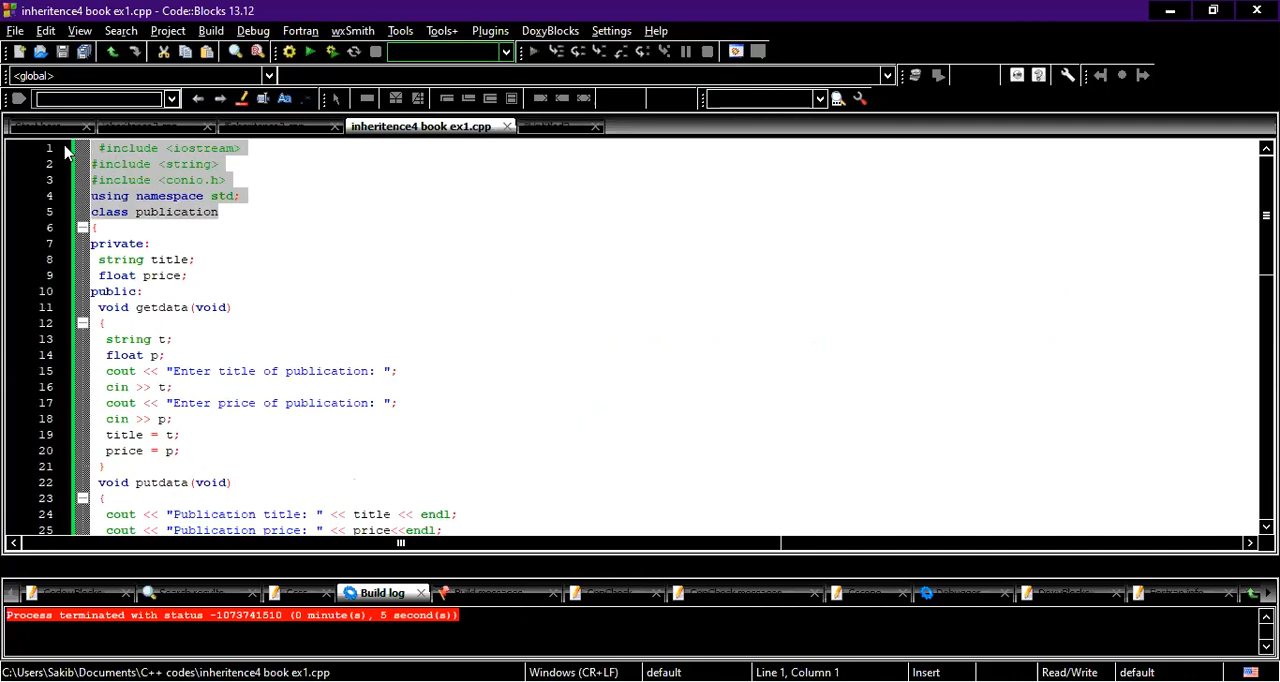 inheritence4 book ex1.cpp - Code::Blocks 13.12
File Edit View Search Project Build Debug Fortran wxSmith Tools Tools+ Plugins DoxyBlocks Settings Help
<global>
inheritence4 book ex1.cpp
1 #include <iostream>
2 #include <string>
3 #include <conio.h>
4 using namespace std;
5 class publication
6 {
7 private:
8 string title;
9 float price;
10 public:
11 void getdata(void)
12 {
13 string t;
14 float p;
15 cout << "Enter title of publication: ";
16 cin >> t;
17 cout << "Enter price of publication: ";
18 cin >> p;
19 title = t;
20 price = p;
21 }
22 void putdata(void)
23 {
24 cout << "Publication title: " << title << endl;
25 cout << "Publication price: " << price<<endl;
Build log
Process terminated with status -1073741510 (0 minute(s), 5 second(s))
C:\Users\Sakib\Documents\C++ codes\inheritence4 book ex1.cpp Windows (CR+LF) default Line 1, Column 1 Insert Read/Write default